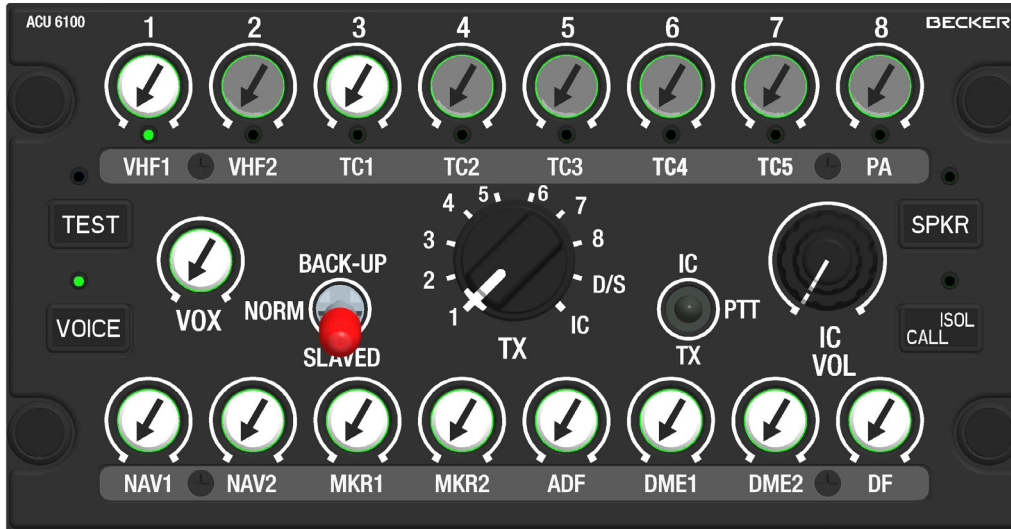 ACU 6100 1 2 3 4 5 6 7 8 BECKER
VHF1 VHF2 TC1 TC2 TC3 TC4 TC5 PA
TEST
VOICE
VOX
BACK-UP
NORM
SLAVED
1 2 3 4 5 6 7 8 D/S IC
TX
IC
PTT
TX
IC
VOL
SPKR
ISOL
CALL
NAV1 NAV2 MKR1 MKR2 ADF DME1 DME2 DF